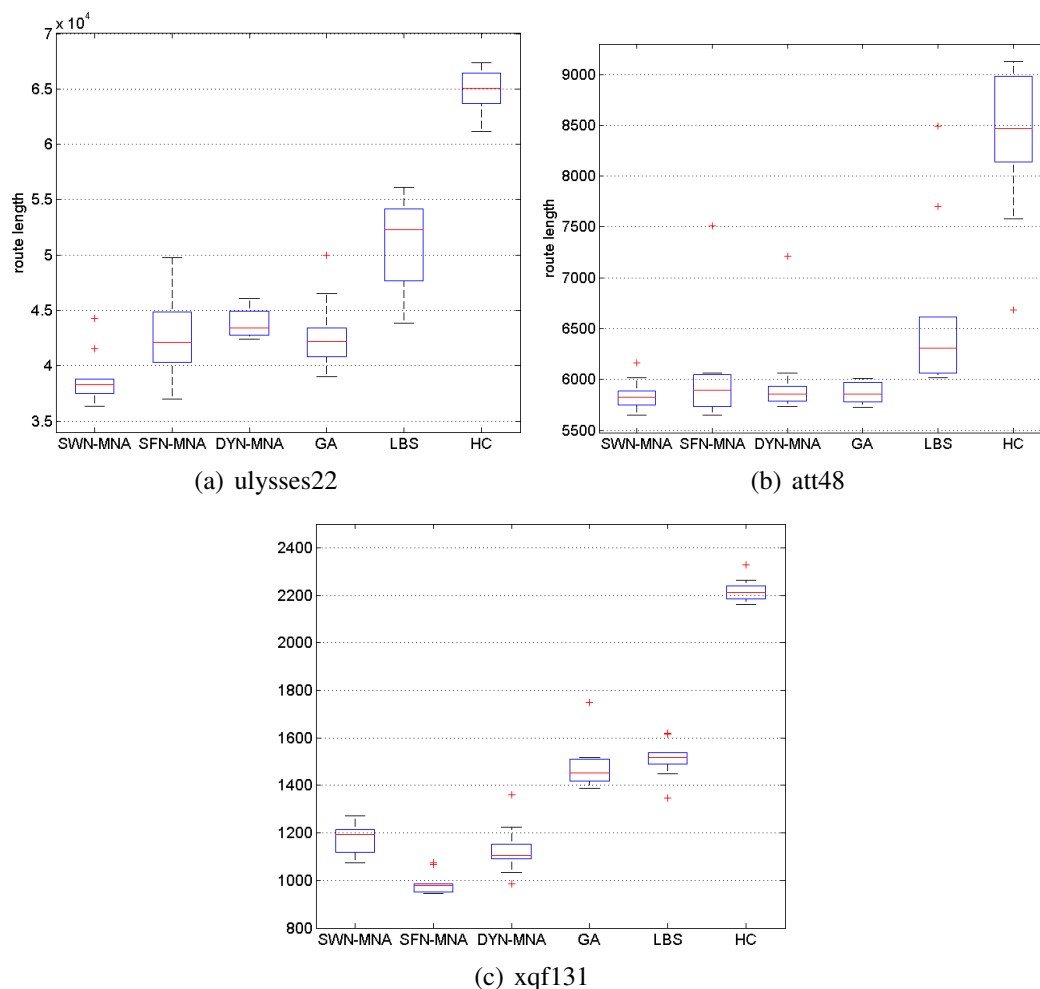 7 × 10⁴
6.5
6
5.5
5
4.5
4
3.5
route length
SWN-MNA SFN-MNA DYN-MNA GA LBS HC
(a) ulysses22
9000
8500
8000
7500
7000
6500
6000
5500
route length
SWN-MNA SFN-MNA DYN-MNA GA LBS HC
(b) att48
2400
2200
2000
1800
1600
1400
1200
1000
800
SWN-MNA SFN-MNA DYN-MNA GA LBS HC
(c) xqf131